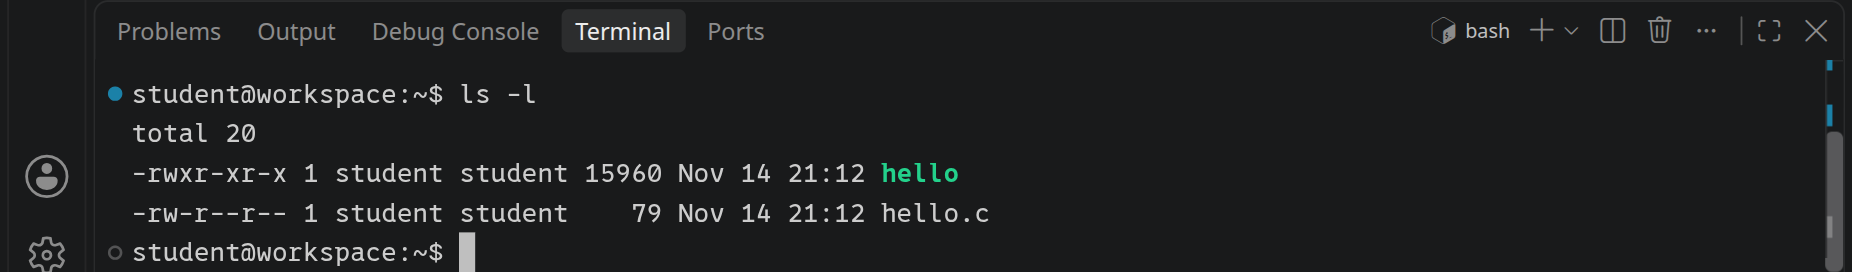 Problems Output Debug Console Terminal Ports bash
student@workspace:~$ ls -l
total 20
-rwxr-xr-x 1 student student 15960 Nov 14 21:12 hello
-rw-r--r-- 1 student student    79 Nov 14 21:12 hello.c
student@workspace:~$